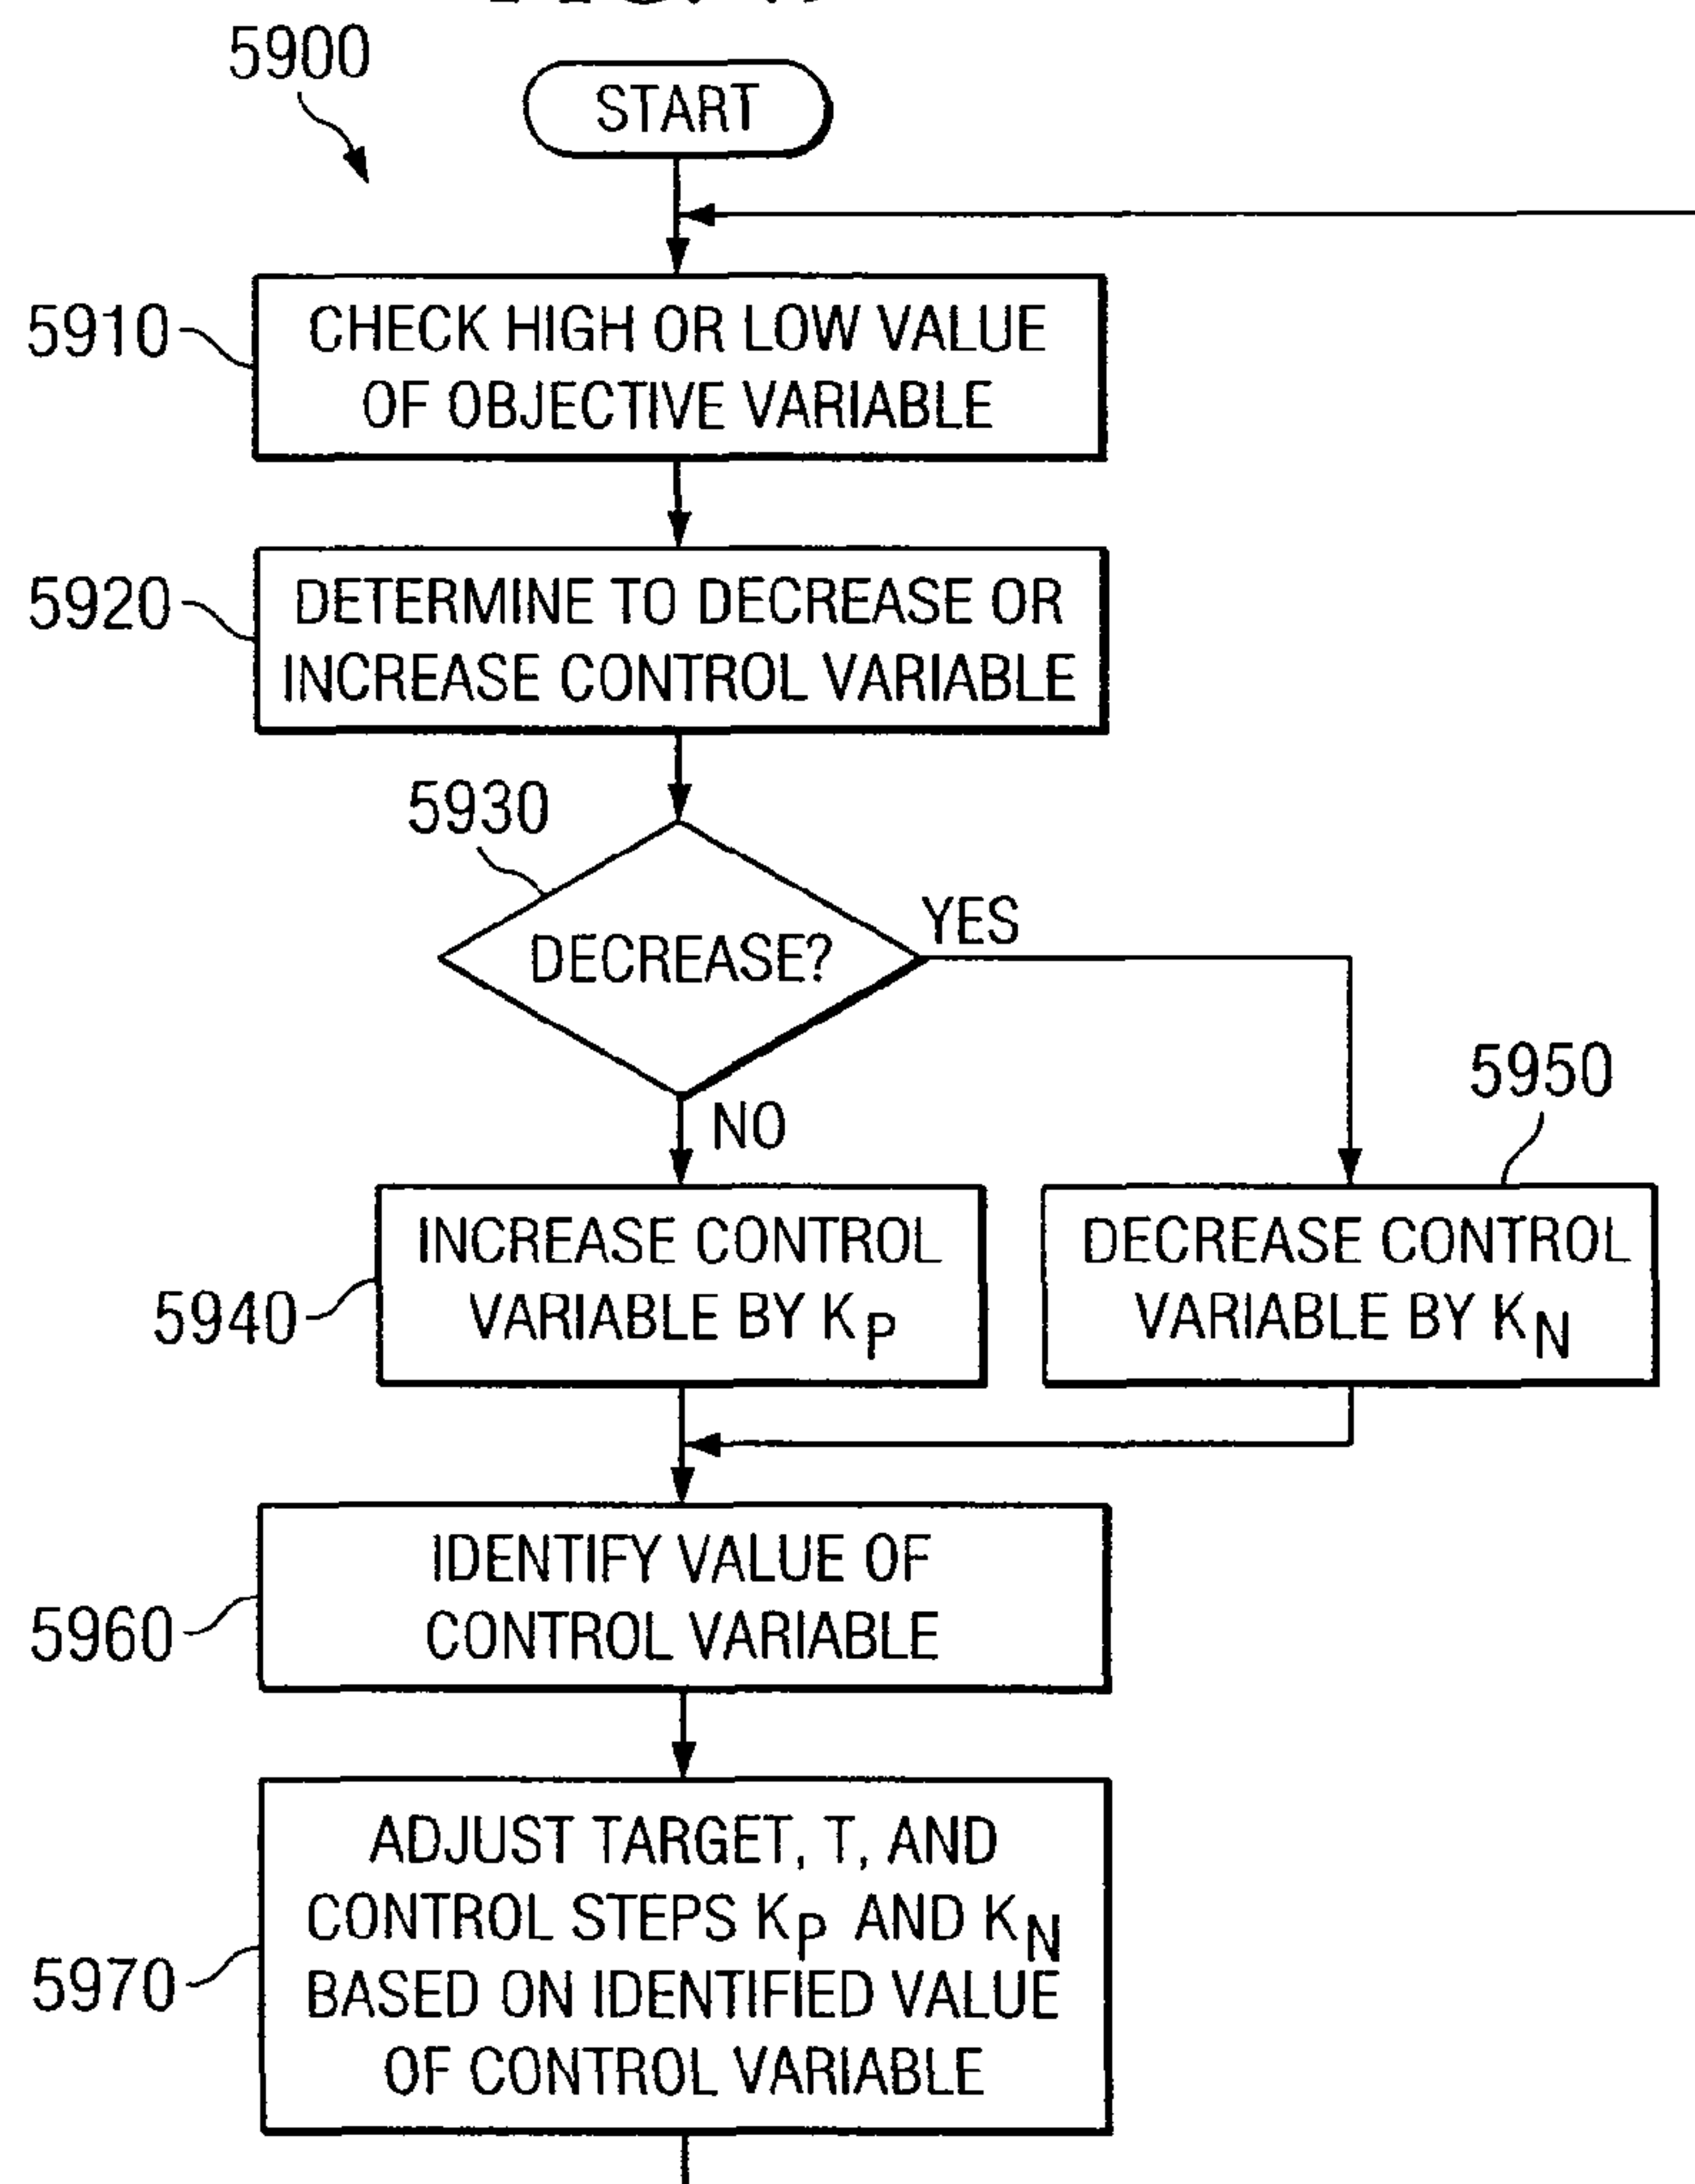 5900
START
5910
CHECK HIGH OR LOW VALUE
OF OBJECTIVE VARIABLE
5920
DETERMINE TO DECREASE OR
INCREASE CONTROL VARIABLE
5930
DECREASE?
YES
NO
5950
5940
INCREASE CONTROL
VARIABLE BY KP
DECREASE CONTROL
VARIABLE BY KN
5960
IDENTIFY VALUE OF
CONTROL VARIABLE
5970
ADJUST TARGET, T, AND
CONTROL STEPS KP AND KN
BASED ON IDENTIFIED VALUE
OF CONTROL VARIABLE